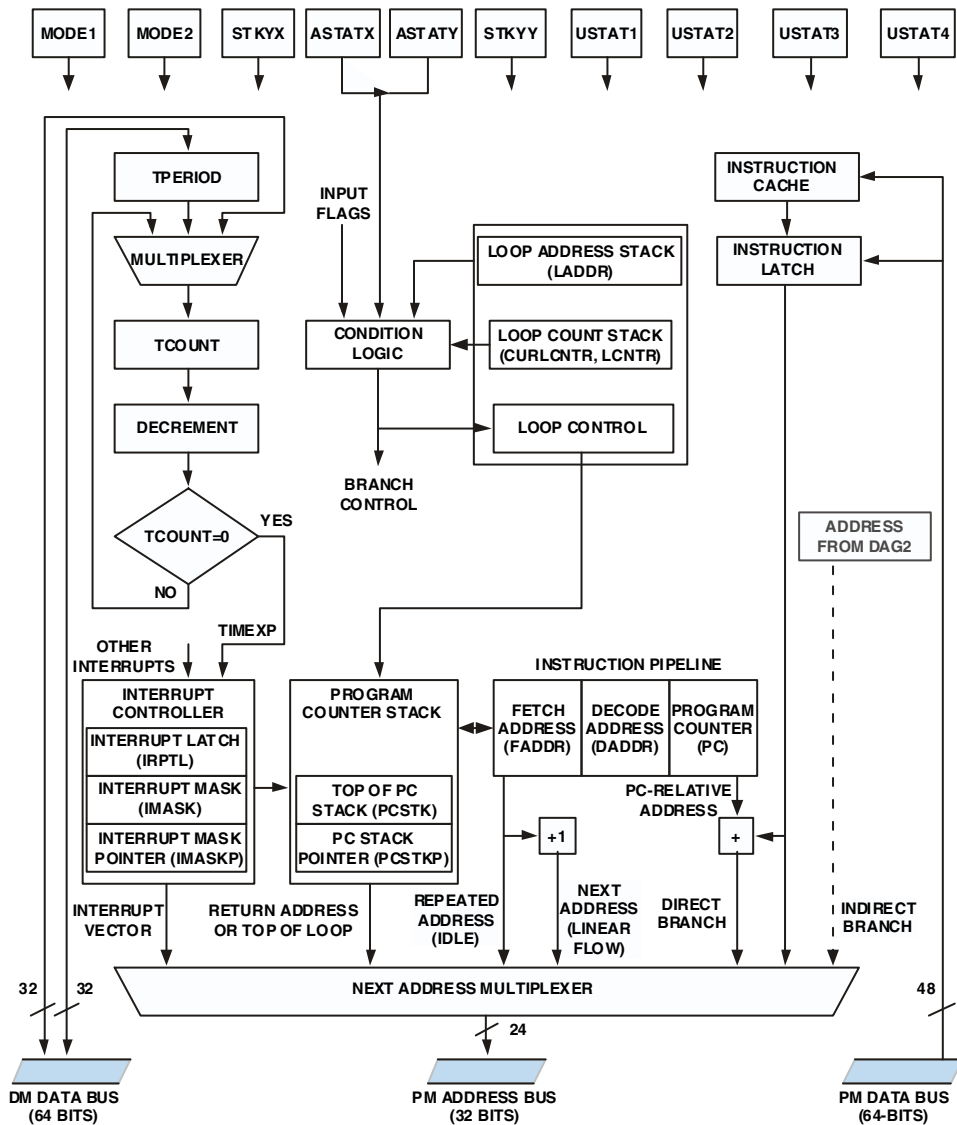 MODE1
MODE2
STKYX
ASTATX
ASTATY
STKYY
USTAT1
USTAT2
USTAT3
USTAT4
TPERIOD
MULTIPLEXER
TCOUNT
DECREMENT
TCOUNT=0
YES
NO
TIMEXP
INPUT
FLAGS
CONDITION
LOGIC
BRANCH
CONTROL
LOOP ADDRESS STACK
(LADDR)
LOOP COUNT STACK
(CURLCNTR, LCNTR)
LOOP CONTROL
INSTRUCTION
CACHE
INSTRUCTION
LATCH
ADDRESS
FROM DAG2
OTHER
INTERRUPTS
INTERRUPT
CONTROLLER
INTERRUPT LATCH
(IRPTL)
INTERRUPT MASK
(IMASK)
INTERRUPT MASK
POINTER (IMASKP)
PROGRAM
COUNTER STACK
TOP OF PC
STACK (PCSTK)
PC STACK
POINTER (PCSTKP)
INSTRUCTION PIPELINE
FETCH
ADDRESS
(FADDR)
DECODE
ADDRESS
(DADDR)
PROGRAM
COUNTER
(PC)
PC-RELATIVE
ADDRESS
+1
+
INTERRUPT
VECTOR
RETURN ADDRESS
OR TOP OF LOOP
REPEATED
ADDRESS
(IDLE)
NEXT
ADDRESS
(LINEAR
FLOW)
DIRECT
BRANCH
INDIRECT
BRANCH
NEXT ADDRESS MULTIPLEXER
32
32
24
48
DM DATA BUS
(64 BITS)
PM ADDRESS BUS
(32 BITS)
PM DATA BUS
(64-BITS)